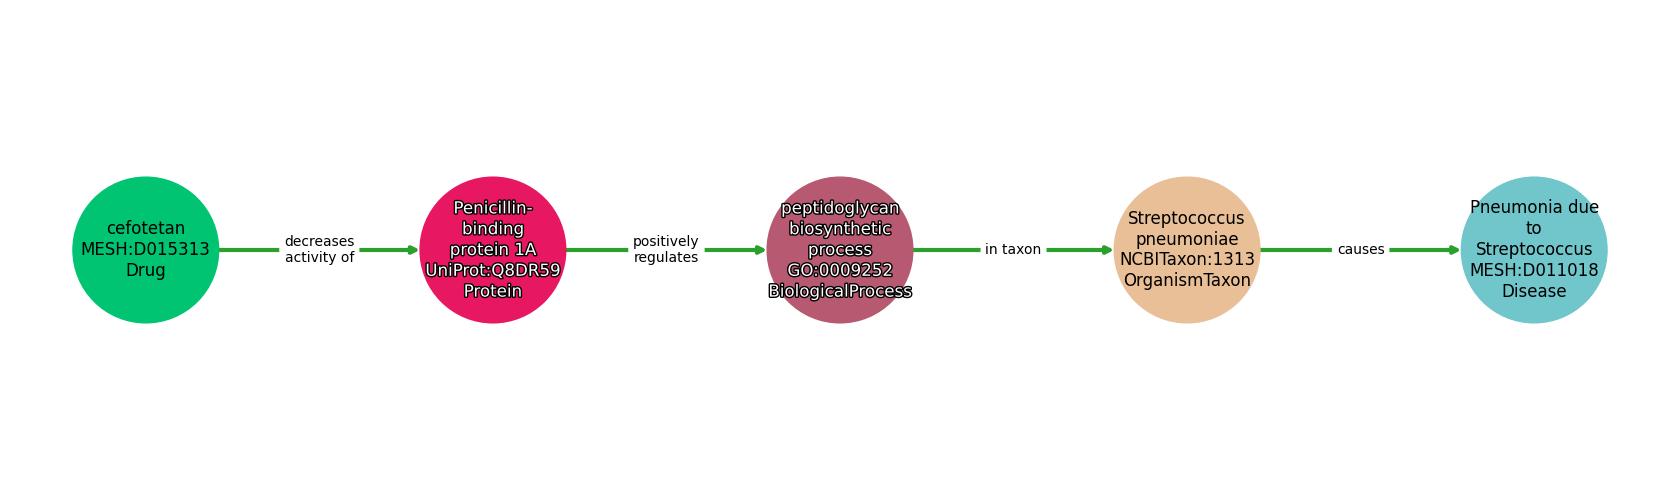 cefotetan
MESH:D015313
Drug
decreases
activity of
Penicillin-
binding
protein 1A
UniProt:Q8DR59
Protein
positively
regulates
peptidoglycan
biosynthetic
process
GO:0009252
BiologicalProcess
in taxon
Streptococcus
pneumoniae
NCBITaxon:1313
OrganismTaxon
causes
Pneumonia due
to
Streptococcus
MESH:D011018
Disease